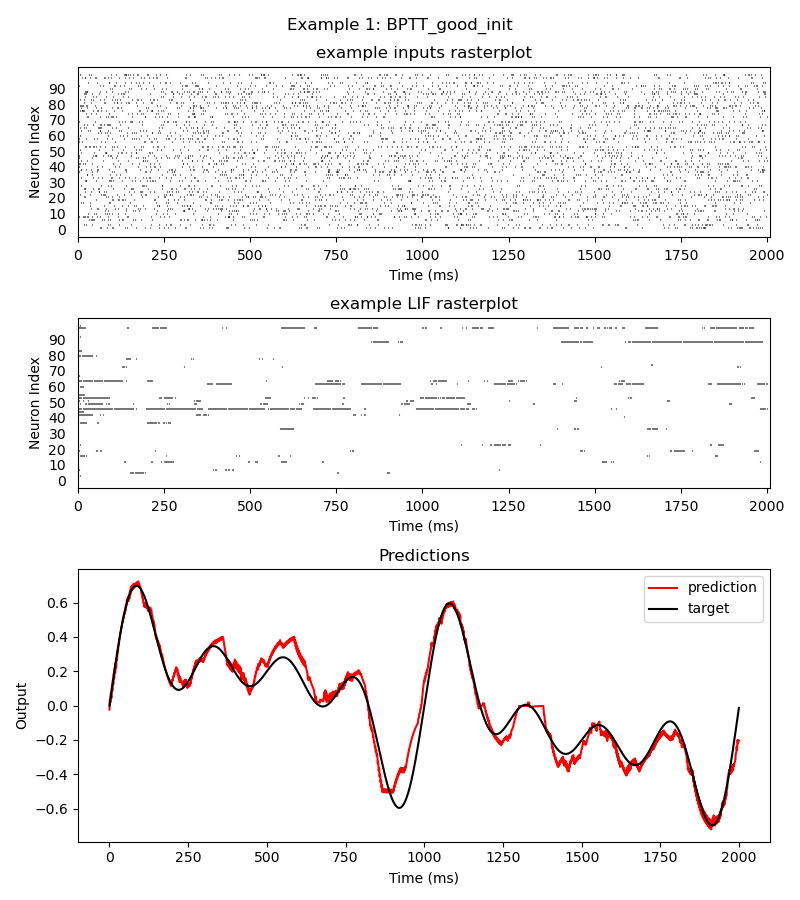 Example 1: BPTT_good_init
example inputs rasterplot
Neuron Index
90
80
70
60
50
40
30
20
10
0
0 250 500 750 1000 1250 1500 1750 2000
Time (ms)
example LIF rasterplot
Neuron Index
90
80
70
60
50
40
30
20
10
0
0 250 500 750 1000 1250 1500 1750 2000
Time (ms)
Predictions
Output
0.6
0.4
0.2
0.0
−0.2
−0.4
−0.6
prediction
target
0 250 500 750 1000 1250 1500 1750 2000
Time (ms)